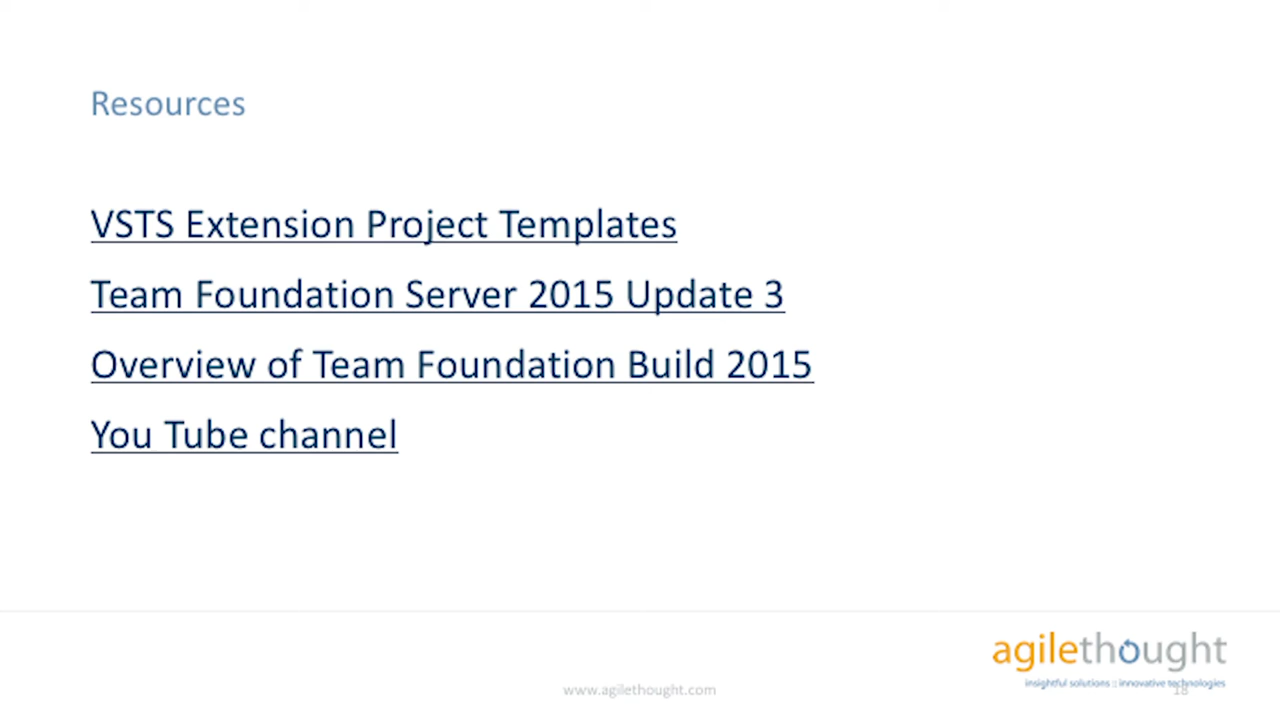 Resources
VSTS Extension Project Templates
Team Foundation Server 2015 Update 3
Overview of Team Foundation Build 2015
You Tube channel
agilethought
insightful solutions :: innovative technologies
www.agilethought.com
18